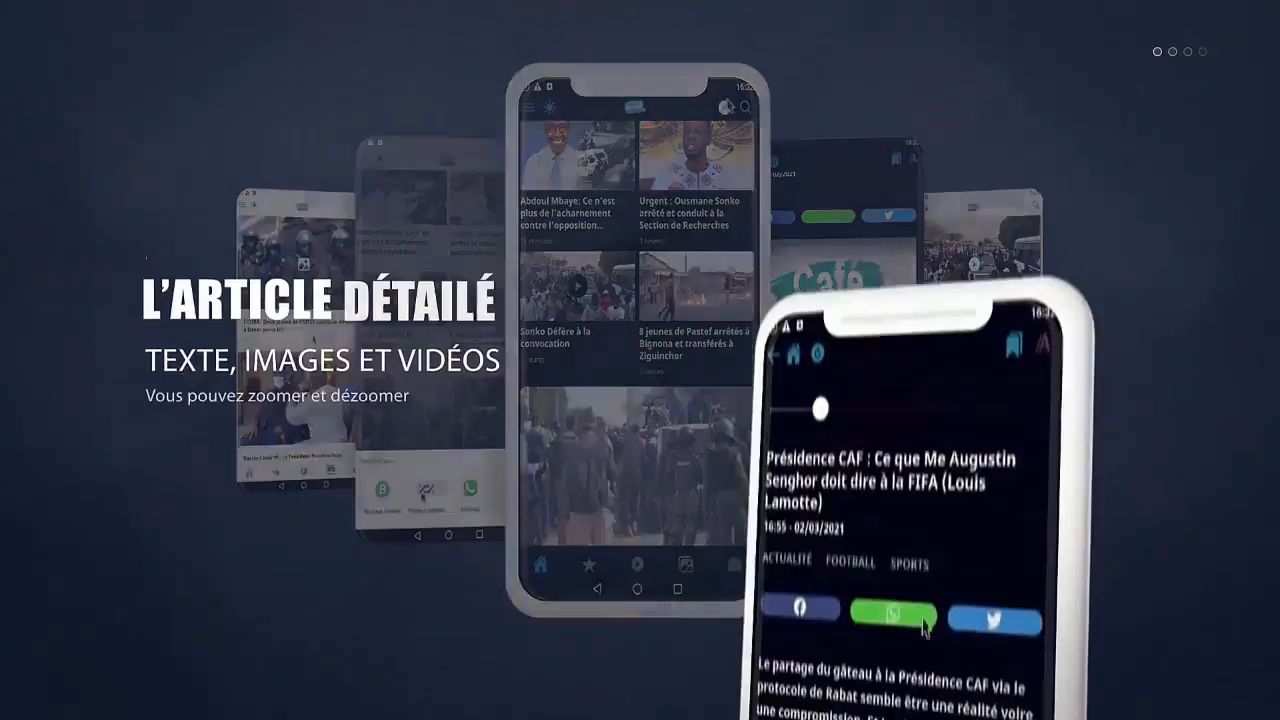 L'ARTICLE DÉTAILÉ
TEXTE, IMAGES ET VIDÉOS
Vous pouvez zoomer et dézoomer
16:32
Abdoul Mbaye: Ce n'est
plus de l'acharnement
contre l'opposition...
Urgent : Ousmane Sonko
arrêté et conduit à la
Section de Recherches
Sonko Défère à la
convocation
8 jeunes de Pastef arrêtés à
Bignona et transférés à
Ziguinchor
Café
Présidence CAF : Ce que Me Augustin
Senghor doit dire à la FIFA (Louis
Lamotte)
16:55 - 02/03/2021
ACTUALITÉ FOOTBALL SPORTS
Le partage du gâteau à la Présidence CAF via le
protocole de Rabat semble être une réalité voire
une compromission.